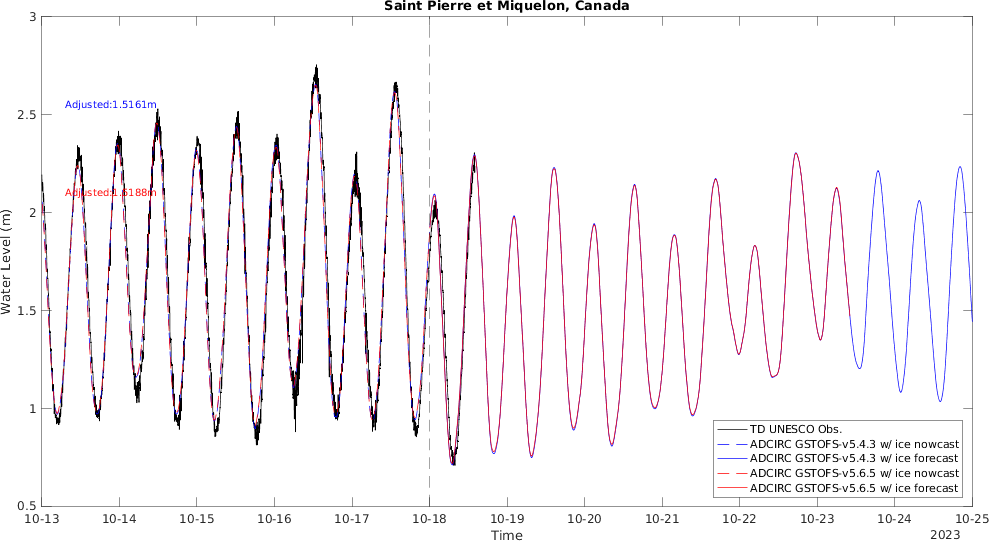 Saint Pierre et Miquelon, Canada
3
2.5
2
1.5
1
0.5
Water Level (m)
Adjusted:1.5161m
Adjusted:1.5188m
TD UNESCO Obs.
ADCIRC GSTOFS-v5.4.3 w/ ice nowcast
ADCIRC GSTOFS-v5.4.3 w/ ice forecast
ADCIRC GSTOFS-v5.6.5 w/ ice nowcast
ADCIRC GSTOFS-v5.6.5 w/ ice forecast
10-13 10-14 10-15 10-16 10-17 10-18 10-19 10-20 10-21 10-22 10-23 10-24 10-25
Time
2023